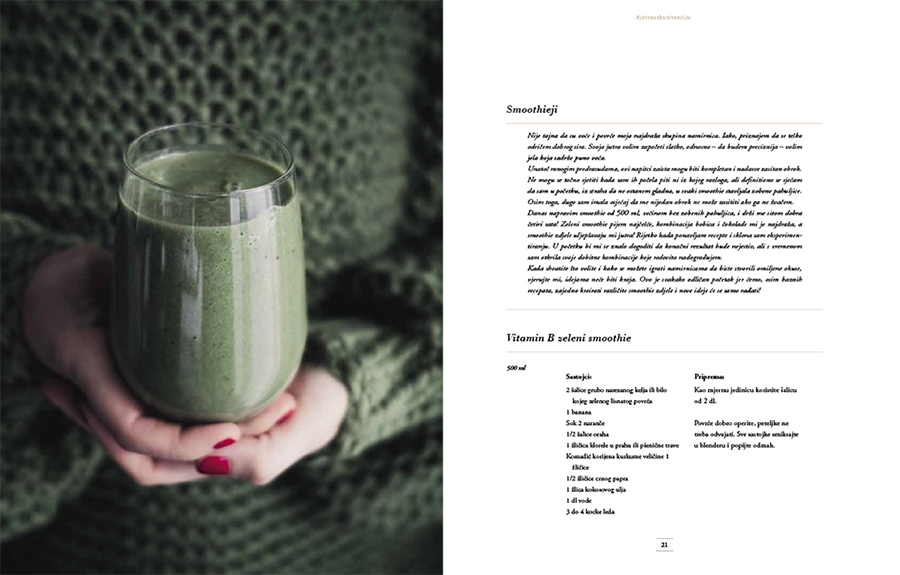 #jutranskotivaciju
Smoothieji
Nije tajna da su voće i povrće moja najdraža skupina namirnica. Iako, priznajem da se teško
odričem dobrog sira. Svoja jutra volim započeti slatko, odnosno – da budem preciznija – volim
jela koja sadrže puno voća.
Unatoč mnogim predrasudama, ovi napitci zaista mogu biti kompletan i nadasve zasitan obrok.
Ne mogu se točno sjetiti kada sam ih počela piti ni iz kojeg razloga, ali definitivno se sjećam
da sam u početku, iz straha da ne ostanem gladna, u svaki smoothie stavljala zobene pahuljice.
Osim toga, dugo sam imala osjećaj da me nijedan obrok ne može zasititi ako ga ne žvačem.
Danas napravim smoothie od 500 ml, većinom bez zobenih pahuljica, i drži me sitom dobra
četiri sata! Zeleni smoothie pijem najčešće, kombinacija bobica i čokolade mi je najdraža, a
smoothie zdjele uljepšavaju mi jutra! Rijetko kada ponavljam recepte i sklona sam eksperimen-
tiranju. U početku bi mi se znalo dogoditi da konačni rezultat bude nejestiv, ali s vremenom
sam otkrila svoje dobitne kombinacije koje redovito nadograđujem.
Kada shvatite što volite i kako se možete igrati namirnicama da biste stvorili omiljene okuse,
vjerujte mi, idejama neće biti kraja. Ovo je svakako odličan početak jer ćemo, osim baznih
recepata, zajedno kreirati različite smoothie zdjele i nove ideje će se samo rađati!
Vitamin B zeleni smoothie
500 ml
Sastojci:
2 šalice grubo narezanog kelja ili bilo
kojeg zelenog lisnatog povrća
1 banana
Sok 2 naranče
1/2 šalice oraha
1 žličica klorele u prahu ili pšenične trave
Komadić korijena kurkume veličine 1
žličice
1/2 žličice crnog papra
1 žlica kokosovog ulja
1 dl vode
3 do 4 kocke leda
Priprema:
Kao mjernu jedinicu koristite šalicu
od 2 dl.
Povrće dobro operite, peteljke ne
treba odvajati. Sve sastojke smiksajte
u blenderu i popijte odmah.
21